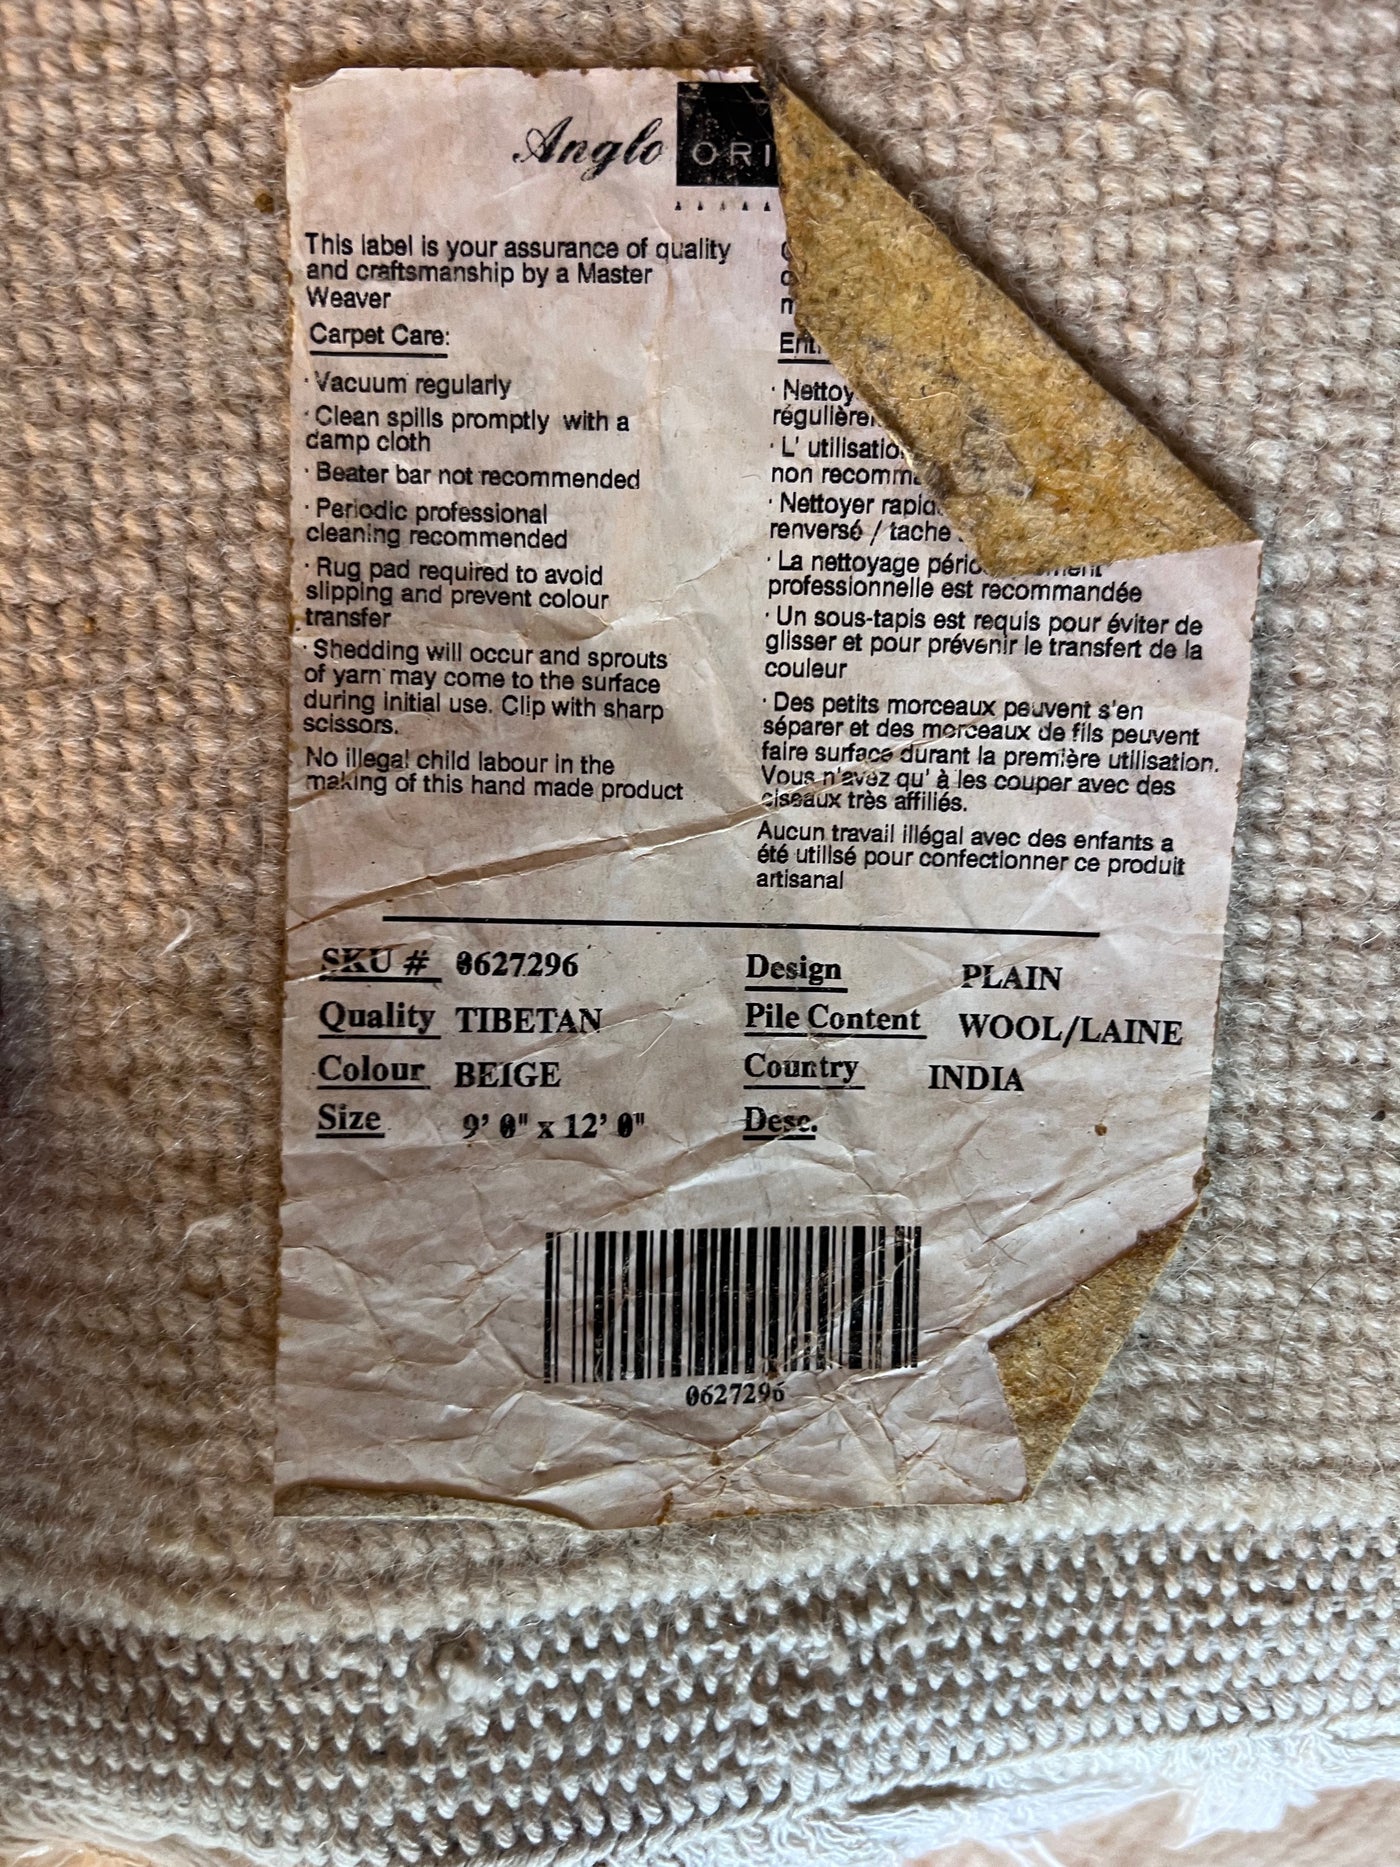 Anglo ORI
This label is your assurance of quality
and craftsmanship by a Master
Weaver
Carpet Care:
· Vacuum regularly
· Clean spills promptly with a
damp cloth
· Beater bar not recommended
· Periodic professional
cleaning recommended
· Rug pad required to avoid
slipping and prevent colour
transfer
· Shedding will occur and sprouts
of yarn may come to the surface
during initial use. Clip with sharp
scissors.
No illegal child labour in the
making of this hand made product
· Nettoy
régulière
· L' utilisatio
non recomm
· Nettoyer rapid
renversé / tache
· La nettoyage pério
professionnelle est recommandée
· Un sous-tapis est requis pour éviter de
glisser et pour prévenir le transfert de la
couleur
· Des petits morceaux peuvent s'en
séparer et des morceaux de fils peuvent
faire surface durant la première utilisation.
Vous n'avez qu' à les couper avec des
ciseaux très affiliés.
Aucun travail illégal avec des enfants a
été utilisé pour confectionner ce produit
artisanal
SKU # 0627296
Quality TIBETAN
Colour BEIGE
Size 9' 0" x 12' 0"
Design PLAIN
Pile Content WOOL/LAINE
Country INDIA
Desc.
0627296